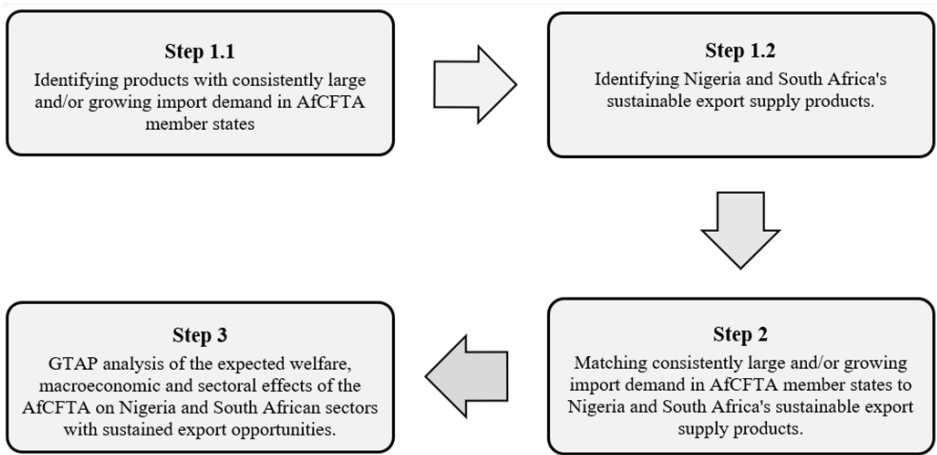 Step 1.1
Identifying products with consistently large
and/or growing import demand in AfCFTA
member states
Step 1.2
Identifying Nigeria and South Africa's
sustainable export supply products.
Step 2
Matching consistently large and/or growing
import demand in AfCFTA member states to
Nigeria and South Africa's sustainable export
supply products.
Step 3
GTAP analysis of the expected welfare,
macroeconomic and sectoral effects of the
AfCFTA on Nigeria and South African sectors
with sustained export opportunities.